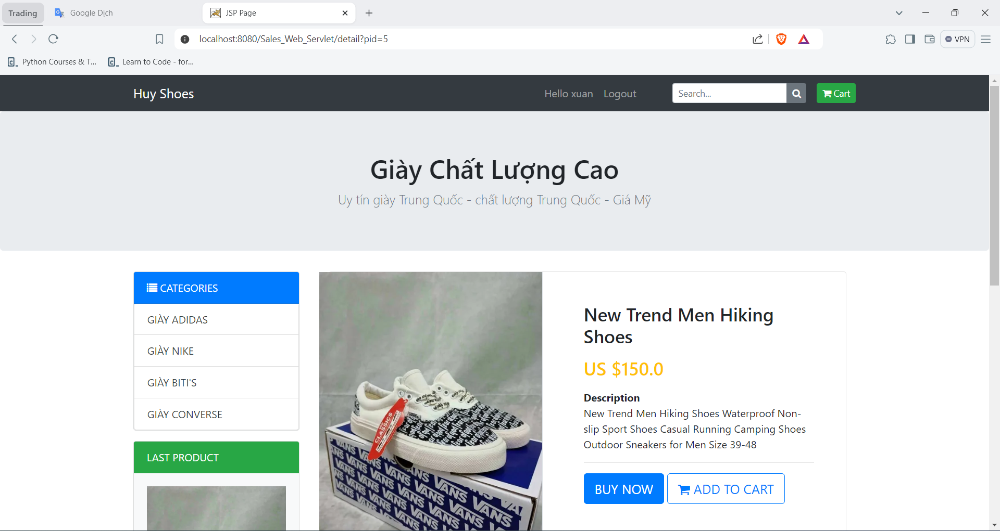 Trading
Google Dịch
JSP Page
localhost:8080/Sales_Web_Servlet/detail?pid=5
VPN
Python Courses & T...
Learn to Code - for...
Huy Shoes
Hello xuan
Logout
Search...
Cart
Giày Chất Lượng Cao
Uy tín giày Trung Quốc - chất lượng Trung Quốc - Giá Mỹ
CATEGORIES
GIÀY ADIDAS
GIÀY NIKE
GIÀY BITI'S
GIÀY CONVERSE
LAST PRODUCT
CLASSICS
VANS
New Trend Men Hiking
Shoes
US $150.0
Description
New Trend Men Hiking Shoes Waterproof Non-
slip Sport Shoes Casual Running Camping Shoes
Outdoor Sneakers for Men Size 39-48
BUY NOW
ADD TO CART